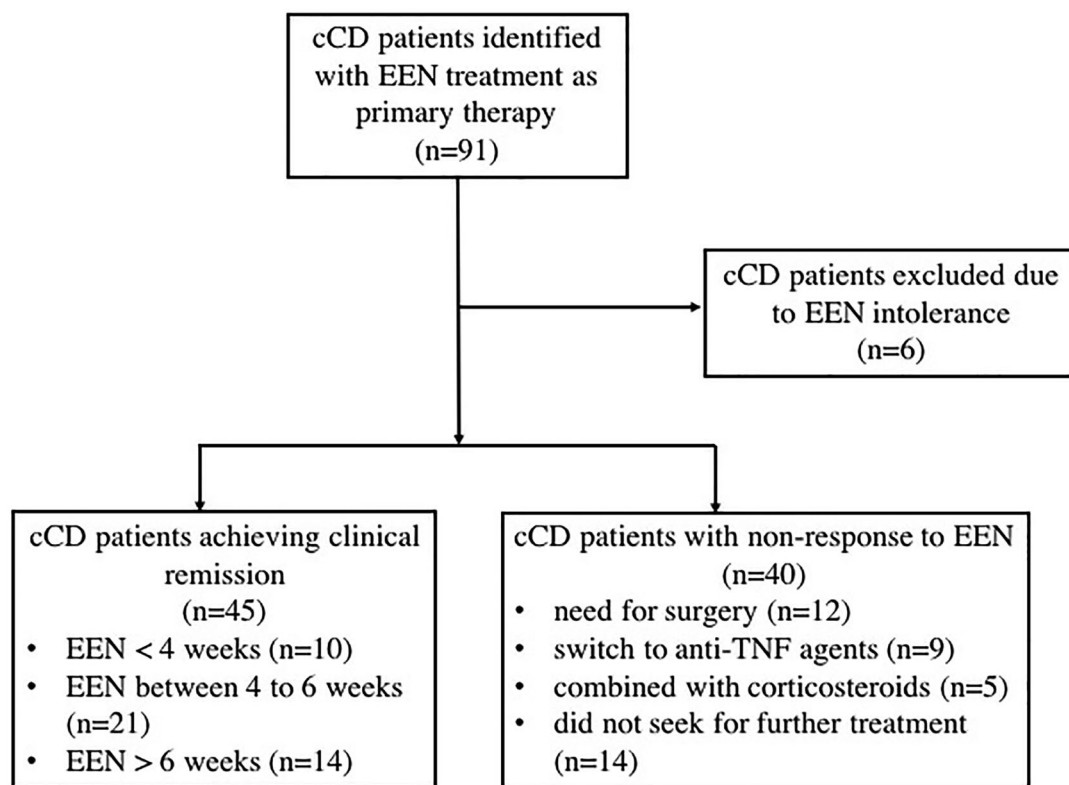 cCD patients identified
with EEN treatment as
primary therapy
(n=91)
cCD patients excluded due
to EEN intolerance
(n=6)
cCD patients achieving clinical
remission
(n=45)
• EEN < 4 weeks (n=10)
• EEN between 4 to 6 weeks
(n=21)
• EEN > 6 weeks (n=14)
cCD patients with non-response to EEN
(n=40)
• need for surgery (n=12)
• switch to anti-TNF agents (n=9)
• combined with corticosteroids (n=5)
• did not seek for further treatment
(n=14)